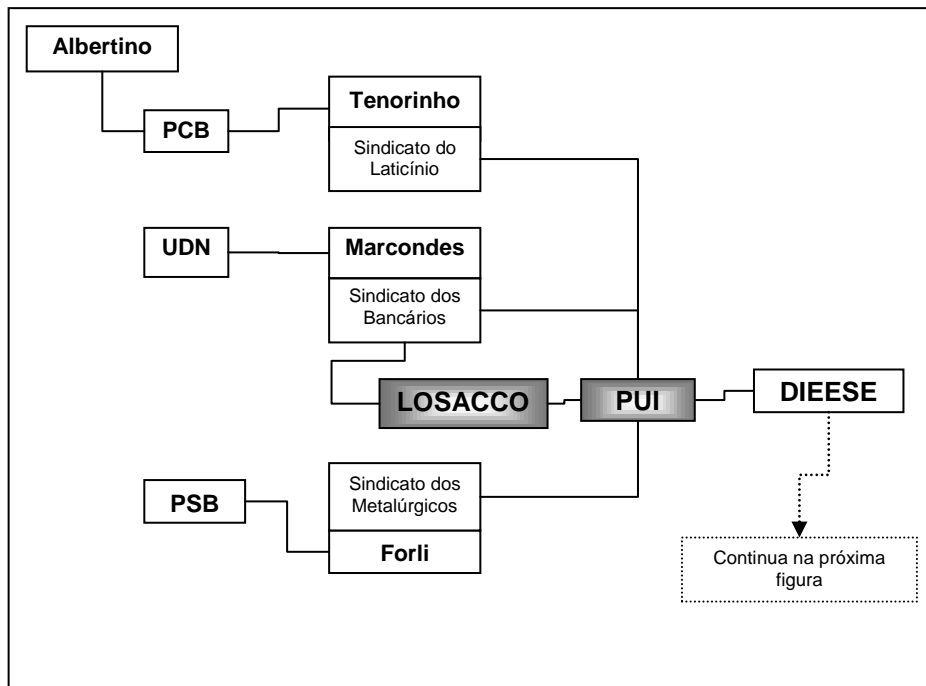 Albertino
PCB
Tenorinho
Sindicato do
Laticínio
UDN
Marcondes
Sindicato dos
Bancários
LOSACCO
PUI
DIEESE
PSB
Sindicato dos
Metalúrgicos
Forli
Continua na próxima
figura